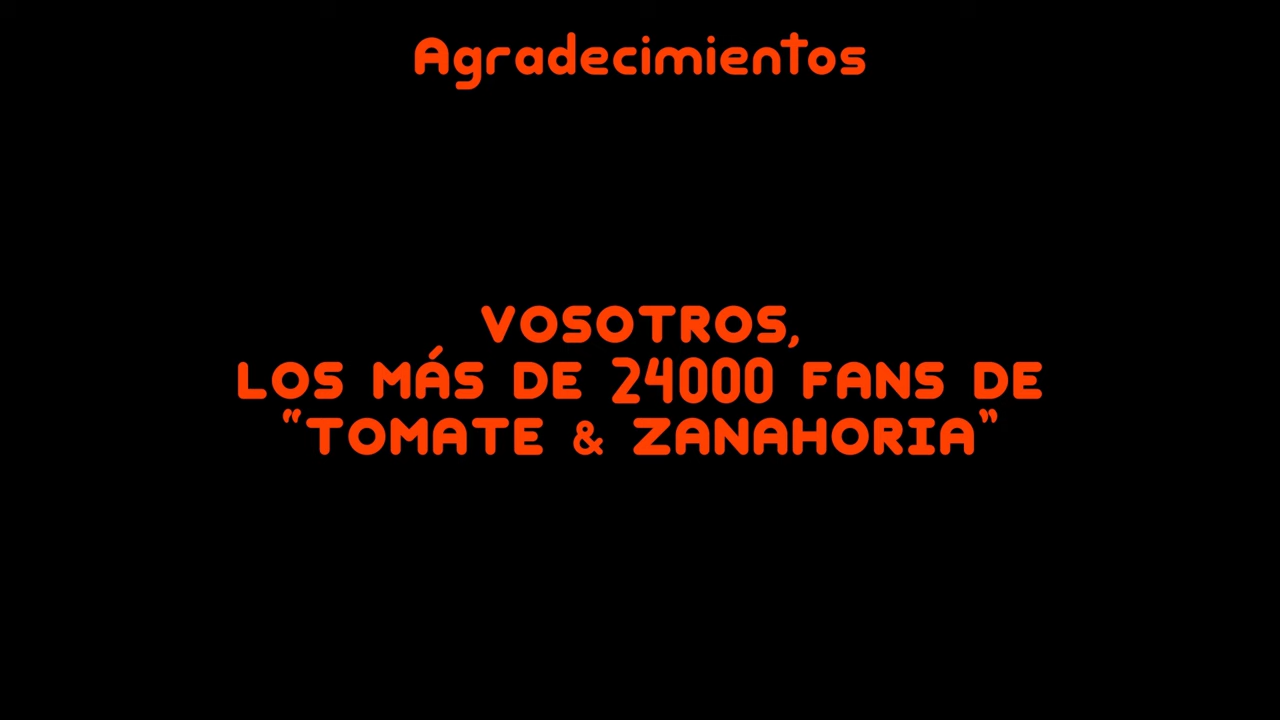 Agradecimientos
VOSOTROS,
LOS MÁS DE 24000 FANS DE
"TOMATE & ZANAHORIA"